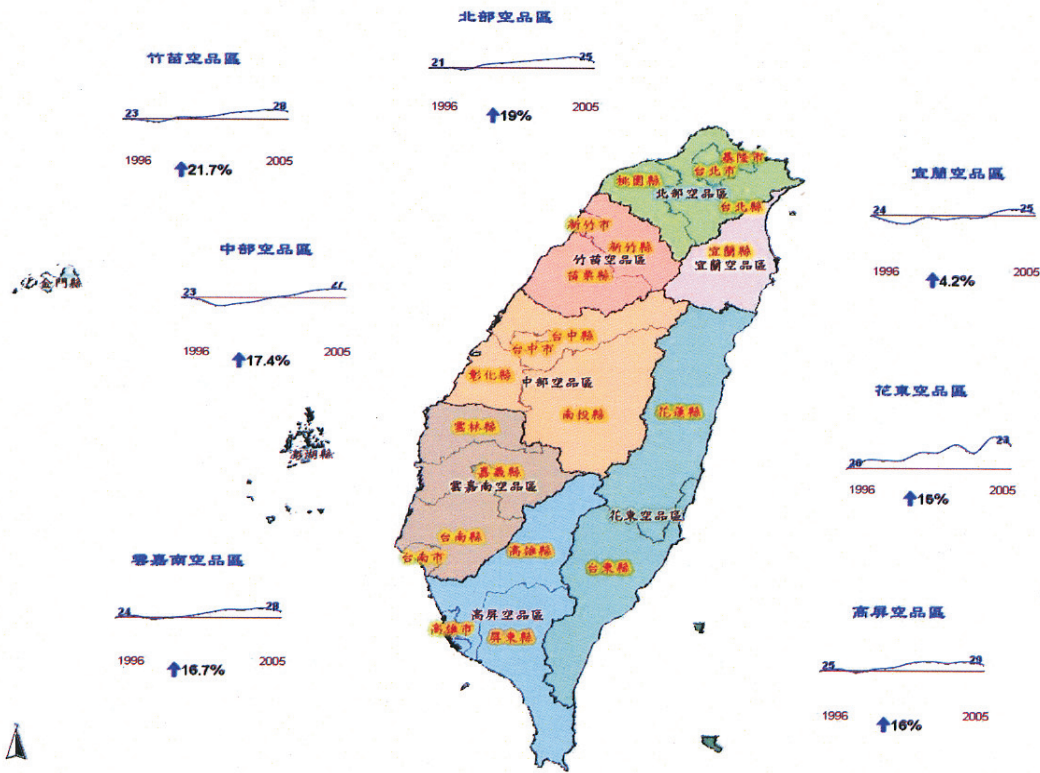 北部空品區
21
25
1996
2005
19%
竹苗空品區
23
28
1996
2005
21.7%
中部空品區
23
27
1996
2005
17.4%
雲嘉南空品區
24
28
1996
2005
16.7%
宜蘭空品區
24
25
1996
2005
4.2%
花東空品區
20
23
1996
2005
15%
高屏空品區
25
29
1996
2005
16%
基隆市
台北市
桃園縣
北部空品區
台北縣
新竹市
新竹縣
竹苗空品區
苗栗縣
宜蘭縣
宜蘭空品區
台中縣
台中市
彰化縣
中部空品區
南投縣
花蓮縣
雲林縣
嘉義縣
雲嘉南空品區
台南縣
台南市
花東空品區
台東縣
高雄縣
高屏空品區
高雄市
屏東縣
金門縣
澎湖縣